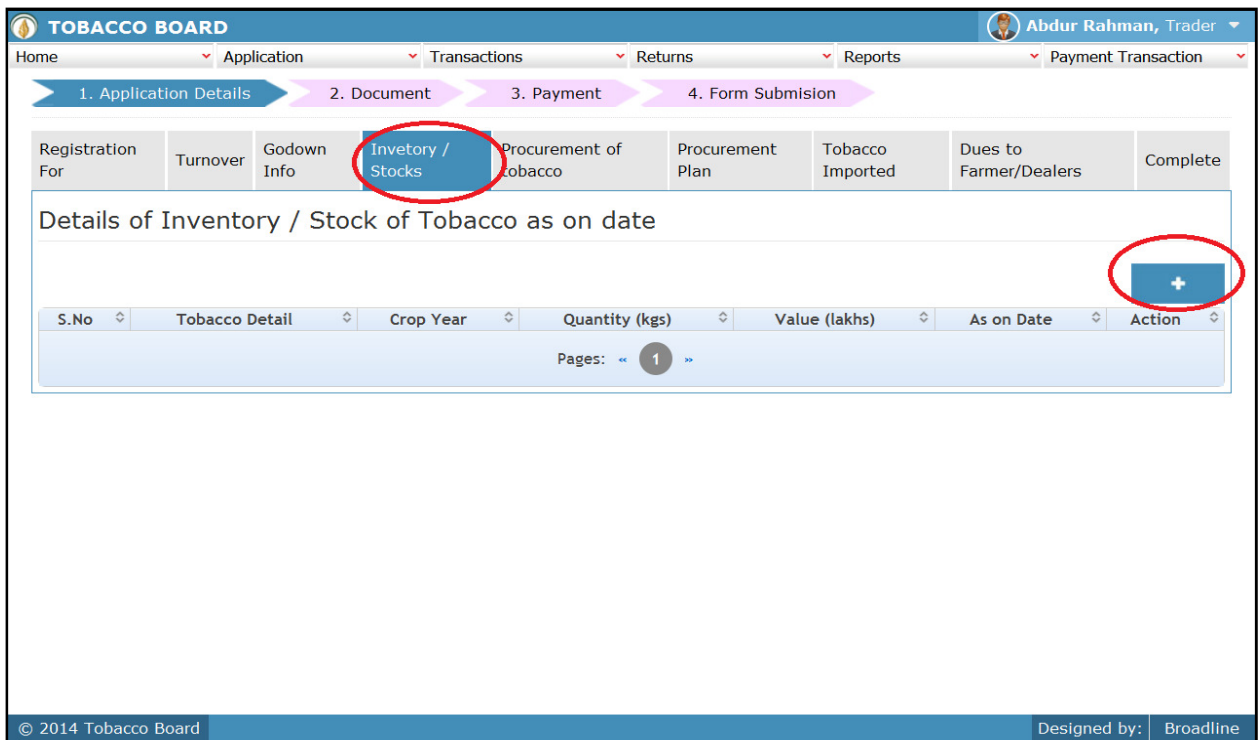 TOBACCO BOARD
Abdur Rahman, Trader
Home Application Transactions Returns Reports Payment Transaction
1. Application Details 2. Document 3. Payment 4. Form Submision
Registration For Turnover Godown Info Invetory / Stocks Procurement of tobacco Procurement Plan Tobacco Imported Dues to Farmer/Dealers Complete
Details of Inventory / Stock of Tobacco as on date
+
S.No Tobacco Detail Crop Year Quantity (kgs) Value (lakhs) As on Date Action
Pages: « 1 »
© 2014 Tobacco Board Designed by: Broadline